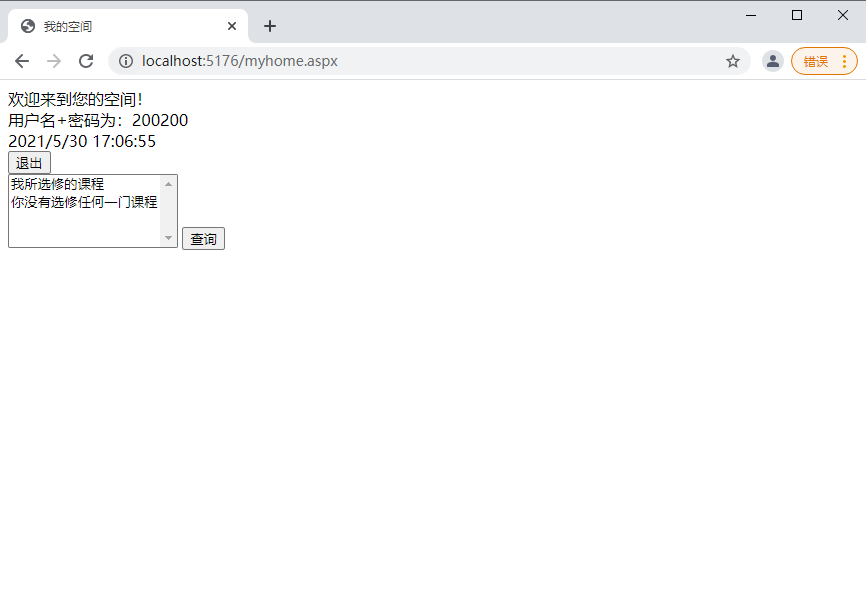 我的空间
localhost:5176/myhome.aspx
错误
欢迎来到您的空间!
用户名+密码为：200200
2021/5/30 17:06:55
退出
我所选修的课程
你没有选修任何一门课程
查询